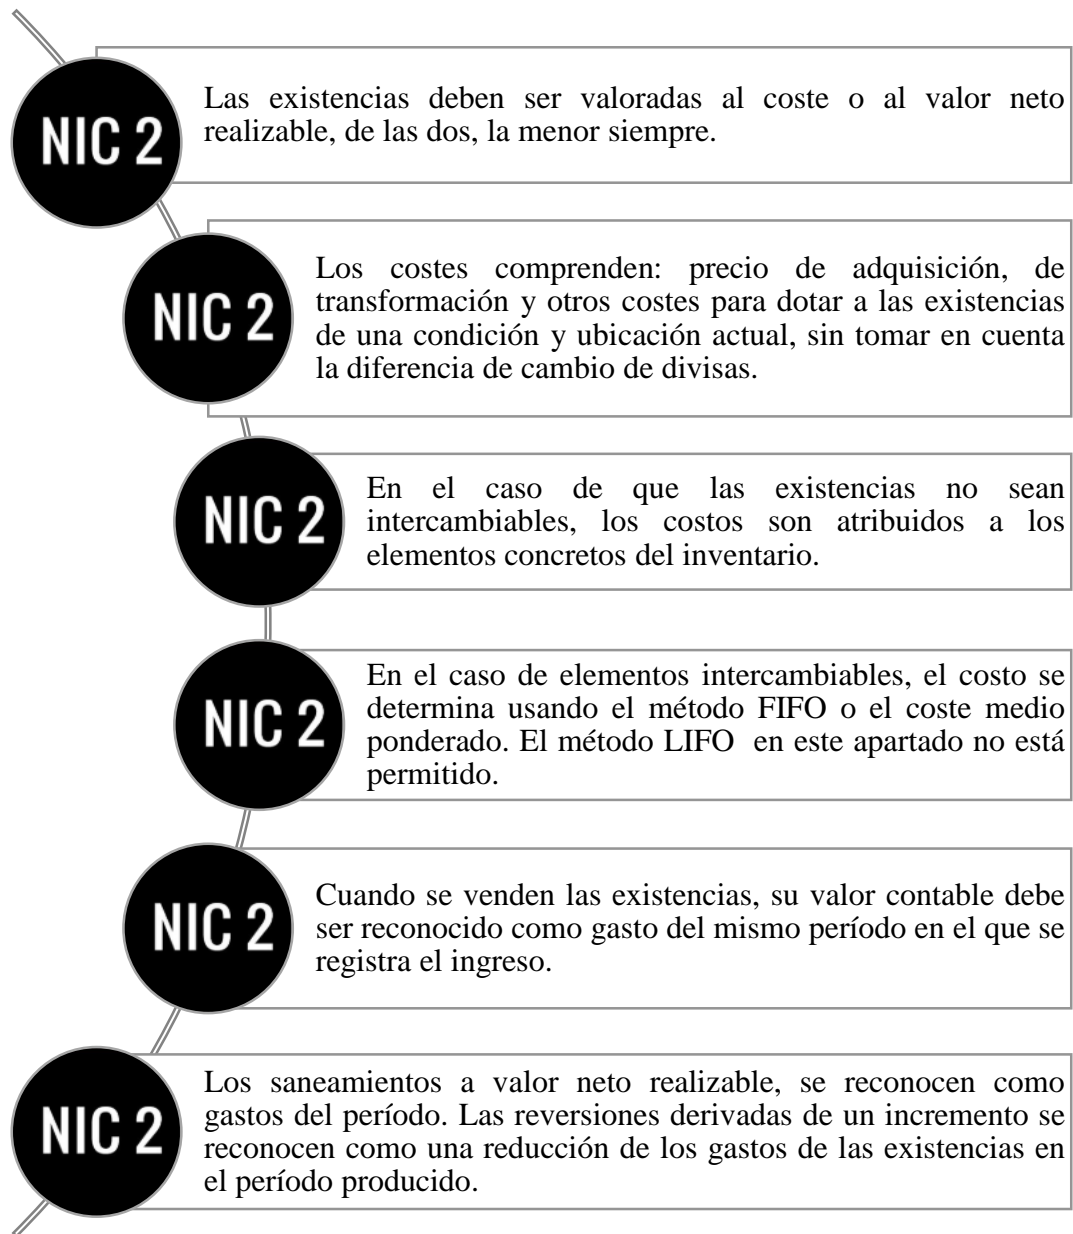 NIC 2
Las existencias deben ser valoradas al coste o al valor neto
realizable, de las dos, la menor siempre.
NIC 2
Los costes comprenden: precio de adquisición, de
transformación y otros costes para dotar a las existencias
de una condición y ubicación actual, sin tomar en cuenta
la diferencia de cambio de divisas.
NIC 2
En el caso de que las existencias no sean
intercambiables, los costos son atribuidos a los
elementos concretos del inventario.
NIC 2
En el caso de elementos intercambiables, el costo se
determina usando el método FIFO o el coste medio
ponderado. El método LIFO en este apartado no está
permitido.
NIC 2
Cuando se venden las existencias, su valor contable debe
ser reconocido como gasto del mismo período en el que se
registra el ingreso.
NIC 2
Los saneamientos a valor neto realizable, se reconocen como
gastos del período. Las reversiones derivadas de un incremento se
reconocen como una reducción de los gastos de las existencias en
el período producido.